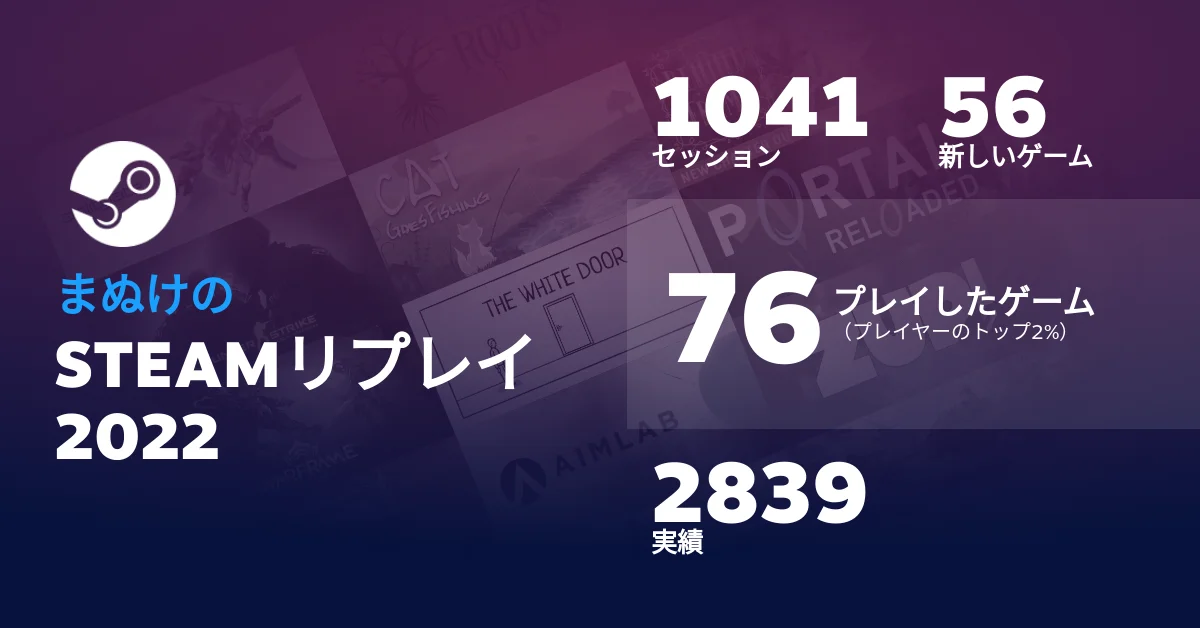 まぬけの
STEAMリプレイ
2022
1041
セッション
56
新しいゲーム
76
プレイしたゲーム
（プレイヤーのトップ2%）
2839
実績
ROOTS
CAT
GOES FISHING
THE WHITE DOOR
PORTAL
RELOADED
AIMLAB
WARFRAME